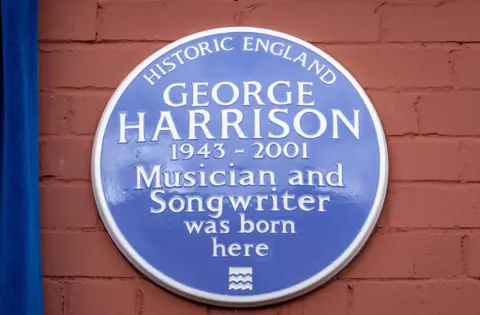 HISTORIC ENGLAND
GEORGE
HARRISON
1943 - 2001
Musician and
Songwriter
was born
here